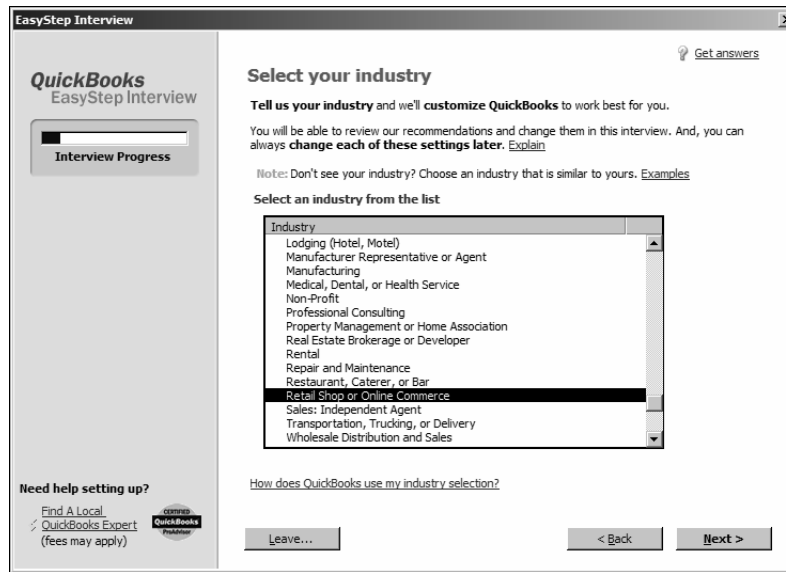 EasyStep Interview
QuickBooks
EasyStep Interview
Interview Progress
Get answers
Select your industry
Tell us your industry and we'll customize QuickBooks to work best for you.
You will be able to review our recommendations and change them in this interview. And, you can
always change each of these settings later. Explain
Note: Don't see your industry? Choose an industry that is similar to yours. Examples
Select an industry from the list
Industry
Lodging (Hotel, Motel)
Manufacturer Representative or Agent
Manufacturing
Medical, Dental, or Health Service
Non-Profit
Professional Consulting
Property Management or Home Association
Real Estate Brokerage or Developer
Rental
Repair and Maintenance
Restaurant, Caterer, or Bar
Retail Shop or Online Commerce
Sales: Independent Agent
Transportation, Trucking, or Delivery
Wholesale Distribution and Sales
How does QuickBooks use my industry selection?
Need help setting up?
Find A Local
QuickBooks Expert
(fees may apply)
CERTIFIED
QuickBooks
ProAdvisor
Leave...
< Back
Next >